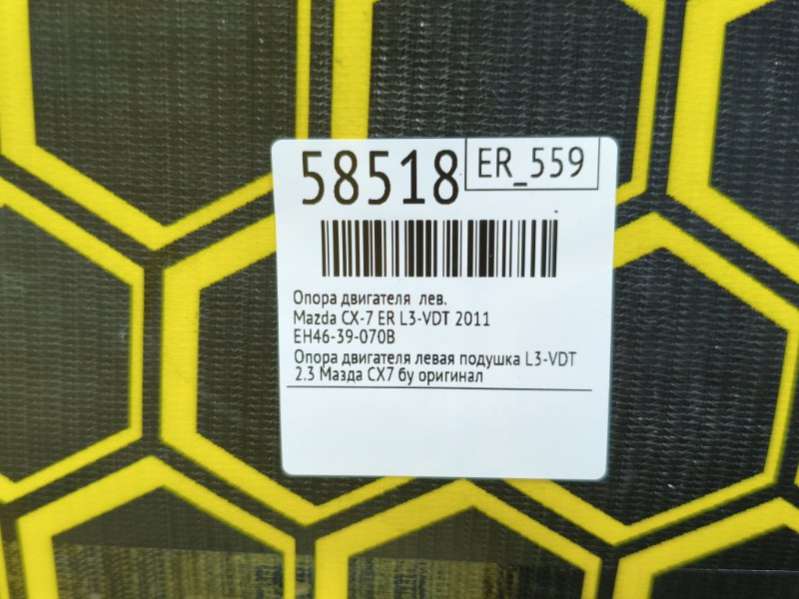 58518 ER_559
Опора двигателя лев.
Mazda CX-7 ER L3-VDT 2011
EH46-39-070B
Опора двигателя левая подушка L3-VDT
2.3 Мазда СХ7 бу оригинал